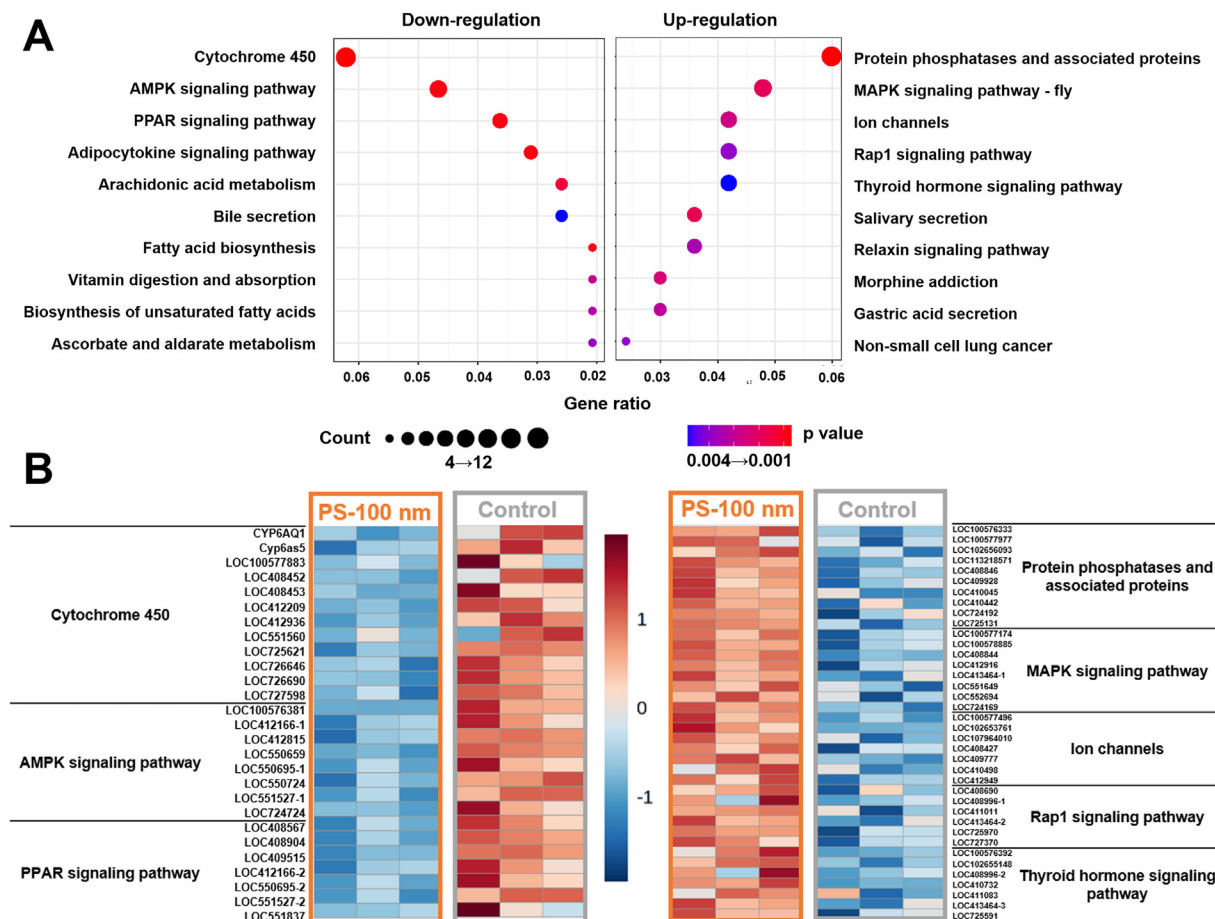 A
Down-regulation
Up-regulation
Cytochrome 450
AMPK signaling pathway
PPAR signaling pathway
Adipocytokine signaling pathway
Arachidonic acid metabolism
Bile secretion
Fatty acid biosynthesis
Vitamin digestion and absorption
Biosynthesis of unsaturated fatty acids
Ascorbate and aldarate metabolism
Protein phosphatases and associated proteins
MAPK signaling pathway - fly
Ion channels
Rap1 signaling pathway
Thyroid hormone signaling pathway
Salivary secretion
Relaxin signaling pathway
Morphine addiction
Gastric acid secretion
Non-small cell lung cancer
0.06 0.05 0.04 0.03 0.02
0.03 0.04 0.05 0.06
Gene ratio
Count
4→12
p value
0.004→0.001
B
PS-100 nm
Control
Cytochrome 450
AMPK signaling pathway
PPAR signaling pathway
CYP6AQ1
Cyp6as5
LOC100577883
LOC408452
LOC408453
LOC412209
LOC412936
LOC551560
LOC725621
LOC726646
LOC726690
LOC727598
LOC100576381
LOC412166-1
LOC412815
LOC550659
LOC550695-1
LOC550724
LOC551527-1
LOC724724
LOC408567
LOC408904
LOC409515
LOC412166-2
LOC550695-2
LOC551527-2
LOC551837
1
0
-1
PS-100 nm
Control
LOC100576333
LOC100577977
LOC102656093
LOC113218571
LOC408846
LOC409928
LOC410045
LOC410442
LOC724192
LOC725131
LOC100577174
LOC100578885
LOC408844
LOC412916
LOC413464-1
LOC551649
LOC552694
LOC724169
LOC100577496
LOC102653761
LOC107964010
LOC408427
LOC409777
LOC410498
LOC412949
LOC408690
LOC408996-1
LOC411011
LOC413464-2
LOC725970
LOC727370
LOC100576392
LOC102655148
LOC408996-2
LOC410732
LOC411083
LOC413464-3
LOC725591
Protein phosphatases and
associated proteins
MAPK signaling pathway
Ion channels
Rap1 signaling pathway
Thyroid hormone signaling
pathway